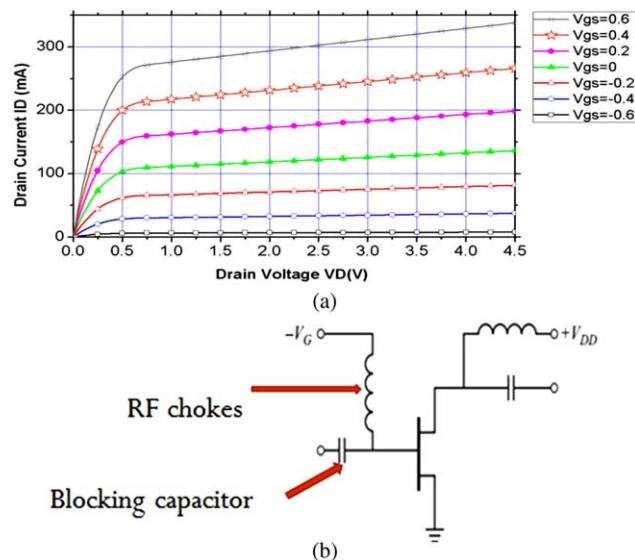 Drain Current ID (mA)
300
200
100
0
0.0 0.5 1.0 1.5 2.0 2.5 3.0 3.5 4.0 4.5
Drain Voltage VD(V)
Vgs=0.6
Vgs=0.4
Vgs=0.2
Vgs=0
Vgs=-0.2
Vgs=-0.4
Vgs=-0.6
(a)
–VG
+VDD
RF chokes
Blocking capacitor
(b)